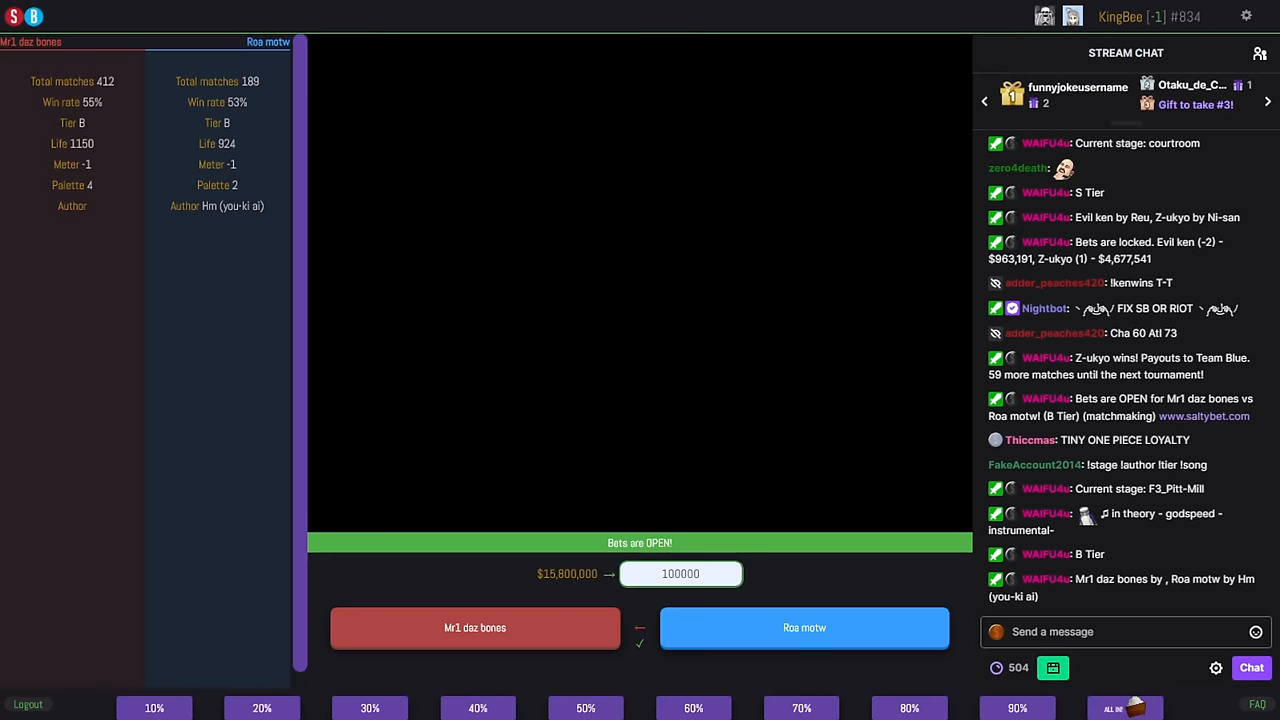 S B
KingBee [-1] #834
Mr1 daz bones
Roa motw
Total matches 412
Win rate 55%
Tier B
Life 1150
Meter -1
Palette 4
Author
Total matches 189
Win rate 53%
Tier B
Life 924
Meter -1
Palette 2
Author Hm (you-ki ai)
Bets are OPEN!
$15,800,000 → 100000
Mr1 daz bones
← ✓
Roa motw
Logout
10%
20%
30%
40%
50%
60%
70%
80%
90%
ALL IN!
FAQ
STREAM CHAT
1 funnyjokeusername
2
Otaku_de_C... 1
Gift to take #3!
WAIFU4u: Current stage: courtroom
zero4death:
WAIFU4u: S Tier
WAIFU4u: Evil ken by Reu, Z-ukyo by Ni-san
WAIFU4u: Bets are locked. Evil ken (-2) -
$963,191, Z-ukyo (1) - $4,677,541
adder_peaches420: !kenwins T-T
Nightbot: FIX SB OR RIOT
adder_peaches420: Cha 60 Atl 73
WAIFU4u: Z-ukyo wins! Payouts to Team Blue.
59 more matches until the next tournament!
WAIFU4u: Bets are OPEN for Mr1 daz bones vs
Roa motw! (B Tier) (matchmaking) www.saltybet.com
Thiccmas: TINY ONE PIECE LOYALTY
FakeAccount2014: !stage !author !tier !song
WAIFU4u: Current stage: F3_Pitt-Mill
WAIFU4u: ♫ in theory - godspeed -
instrumental-
WAIFU4u: B Tier
WAIFU4u: Mr1 daz bones by , Roa motw by Hm
(you-ki ai)
Send a message
504
Chat